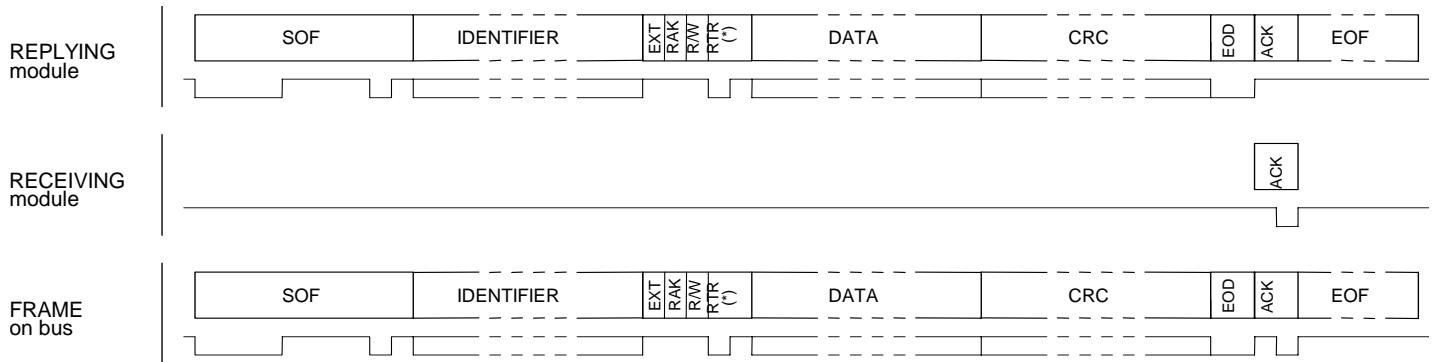 REPLYING
module
SOF IDENTIFIER EXT RAK R/W RTR (*) DATA CRC EOD ACK EOF
RECEIVING
module
ACK
FRAME
on bus
SOF IDENTIFIER EXT RAK R/W RTR (*) DATA CRC EOD ACK EOF